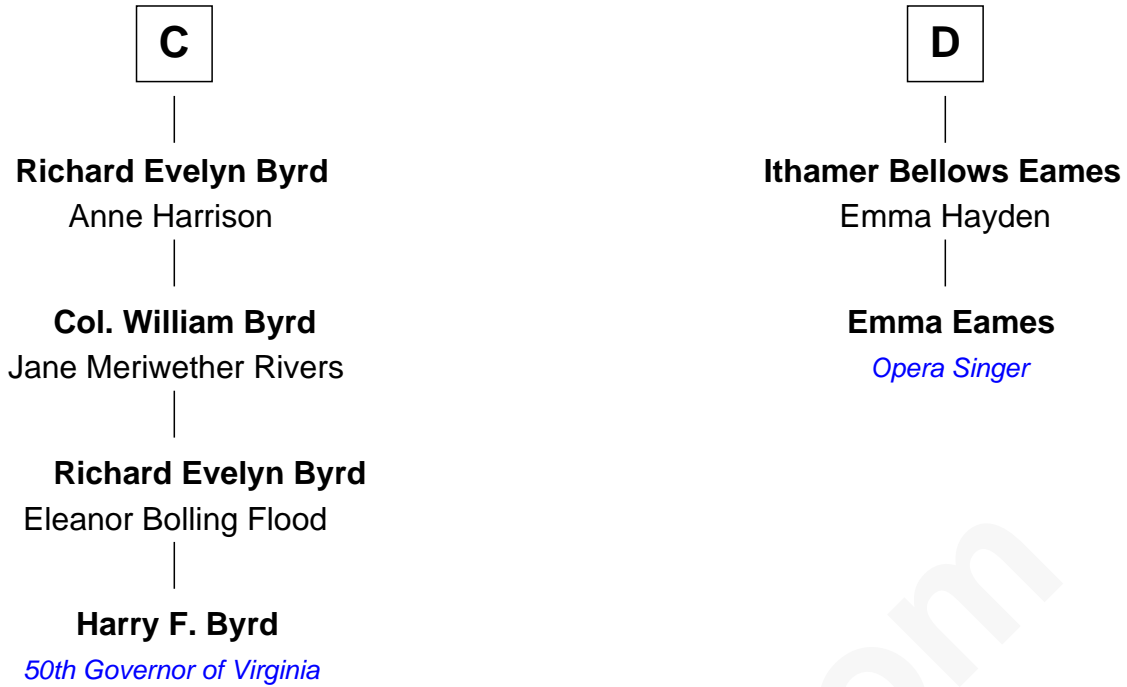 C
Richard Evelyn Byrd
Anne Harrison
Col. William Byrd
Jane Meriwether Rivers
Richard Evelyn Byrd
Eleanor Bolling Flood
Harry F. Byrd
50th Governor of Virginia
D
Ithamer Bellows Eames
Emma Hayden
Emma Eames
Opera Singer